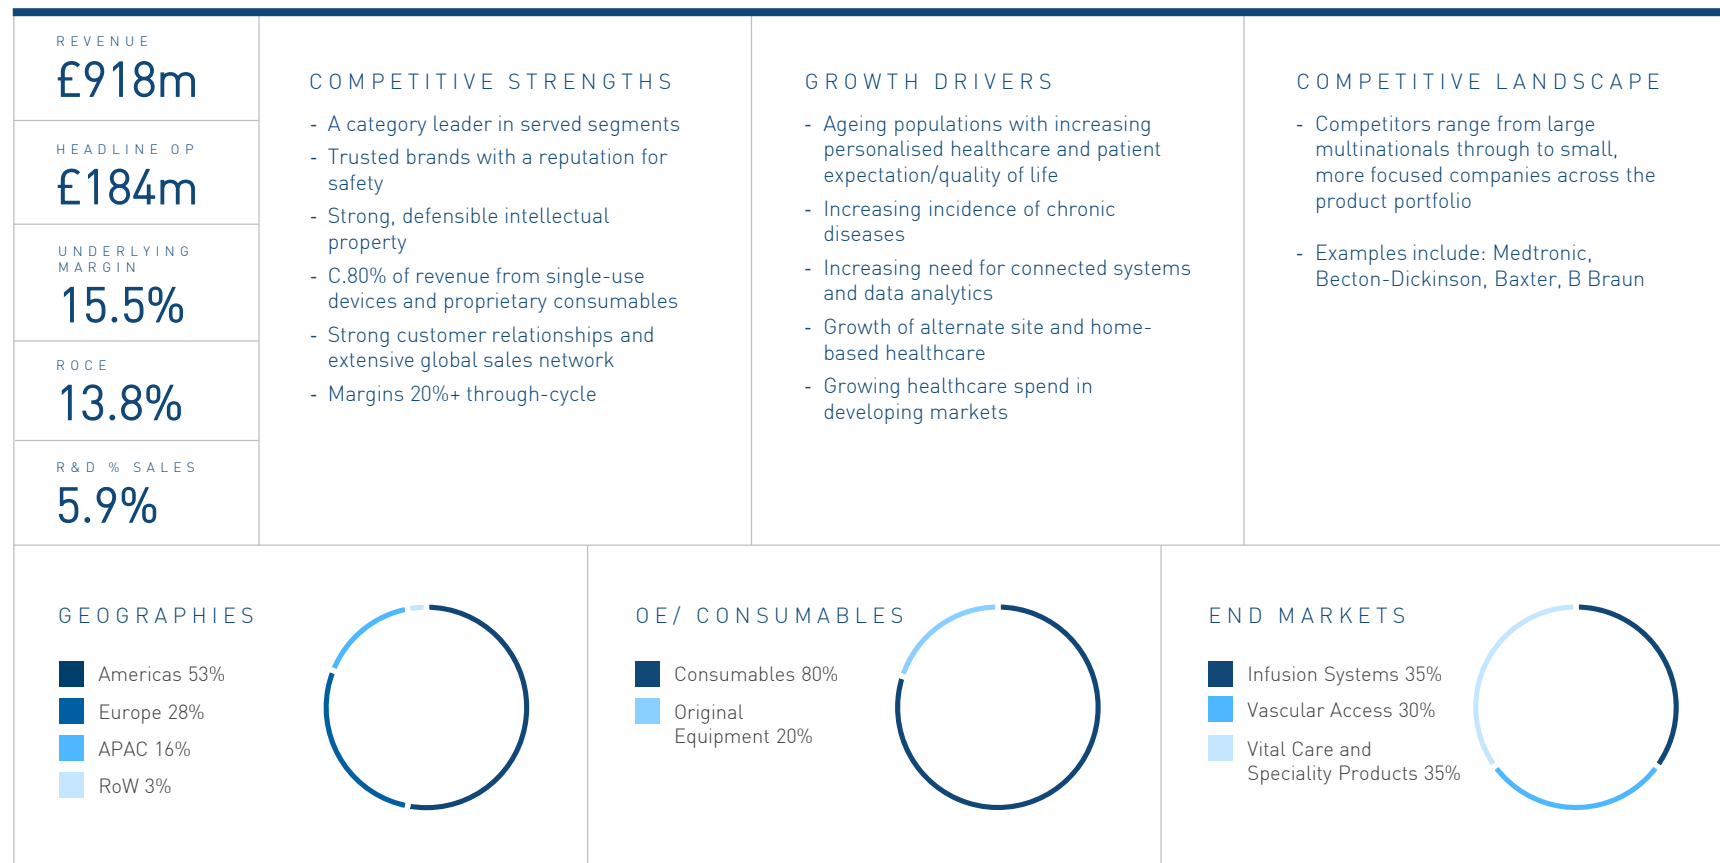 REVENUE
£918m
HEADLINE OP
£184m
UNDERLYING
MARGIN
15.5%
ROCE
13.8%
R&D % SALES
5.9%
COMPETITIVE STRENGTHS
- A category leader in served segments
- Trusted brands with a reputation for
safety
- Strong, defensible intellectual
property
- C.80% of revenue from single-use
devices and proprietary consumables
- Strong customer relationships and
extensive global sales network
- Margins 20%+ through-cycle
GROWTH DRIVERS
- Ageing populations with increasing
personalised healthcare and patient
expectation/quality of life
- Increasing incidence of chronic
diseases
- Increasing need for connected systems
and data analytics
- Growth of alternate site and home-
based healthcare
- Growing healthcare spend in
developing markets
COMPETITIVE LANDSCAPE
- Competitors range from large
multinationals through to small,
more focused companies across the
product portfolio
- Examples include: Medtronic,
Becton-Dickinson, Baxter, B Braun
GEOGRAPHIES
Americas 53%
Europe 28%
APAC 16%
RoW 3%
OE/ CONSUMABLES
Consumables 80%
Original
Equipment 20%
END MARKETS
Infusion Systems 35%
Vascular Access 30%
Vital Care and
Speciality Products 35%